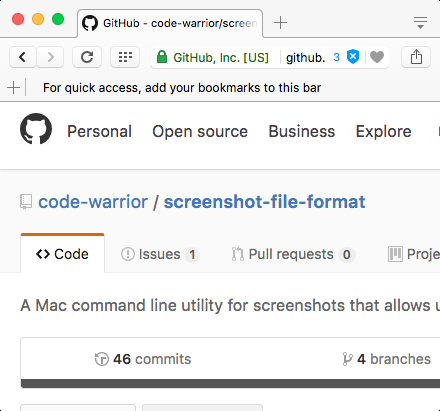 GitHub - code-warrior/screen
GitHub, Inc. [US] github. 3
For quick access, add your bookmarks to this bar
Personal Open source Business Explore
code-warrior / screenshot-file-format
<> Code Issues 1 Pull requests 0 Proje
A Mac command line utility for screenshots that allows u
46 commits 4 branches